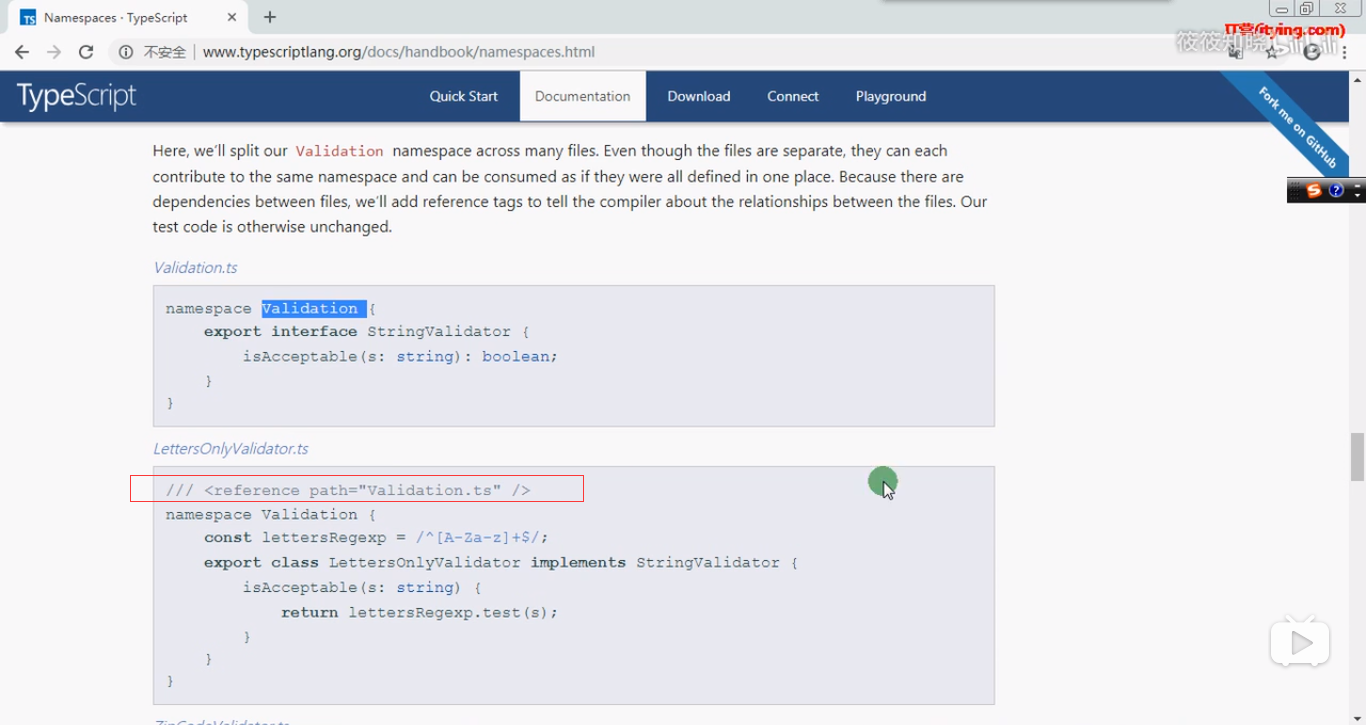 Namespaces · TypeScript
IT营(itying.com)
筱筱知晓
bilibili
不安全
www.typescriptlang.org/docs/handbook/namespaces.html
TypeScript
Quick Start
Documentation
Download
Connect
Playground
Fork me on GitHub
Here, we'll split our Validation namespace across many files. Even though the files are separate, they can each
contribute to the same namespace and can be consumed as if they were all defined in one place. Because there are
dependencies between files, we'll add reference tags to tell the compiler about the relationships between the files. Our
test code is otherwise unchanged.
Validation.ts
namespace Validation {
    export interface StringValidator {
        isAcceptable(s: string): boolean;
    }
}
LettersOnlyValidator.ts
/// <reference path="Validation.ts" />
namespace Validation {
    const lettersRegexp = /^[A-Za-z]+$/;
    export class LettersOnlyValidator implements StringValidator {
        isAcceptable(s: string) {
            return lettersRegexp.test(s);
        }
    }
}
ZipCodeValidator.ts